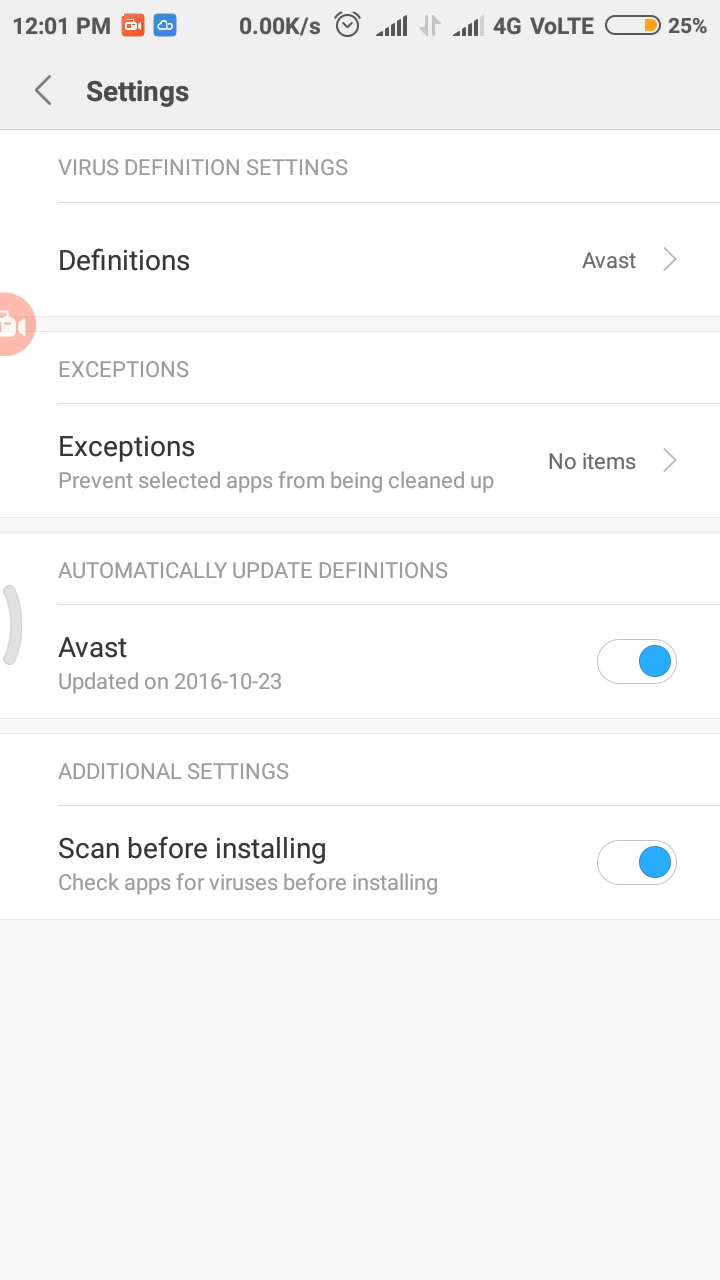 12:01 PM 0.00K/s 4G VoLTE 25%
Settings
VIRUS DEFINITION SETTINGS
Definitions Avast
EXCEPTIONS
Exceptions No items
Prevent selected apps from being cleaned up
AUTOMATICALLY UPDATE DEFINITIONS
Avast
Updated on 2016-10-23
ADDITIONAL SETTINGS
Scan before installing
Check apps for viruses before installing